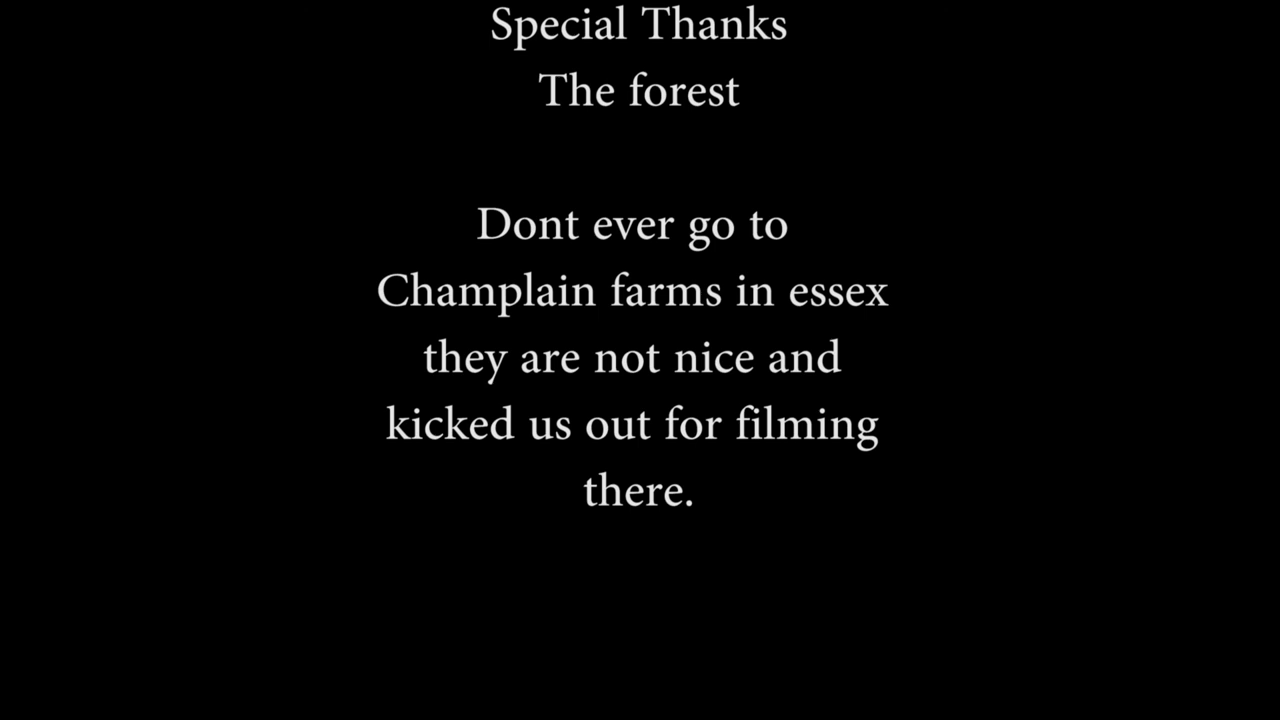 Special Thanks
The forest
Dont ever go to
Champlain farms in essex
they are not nice and
kicked us out for filming
there.